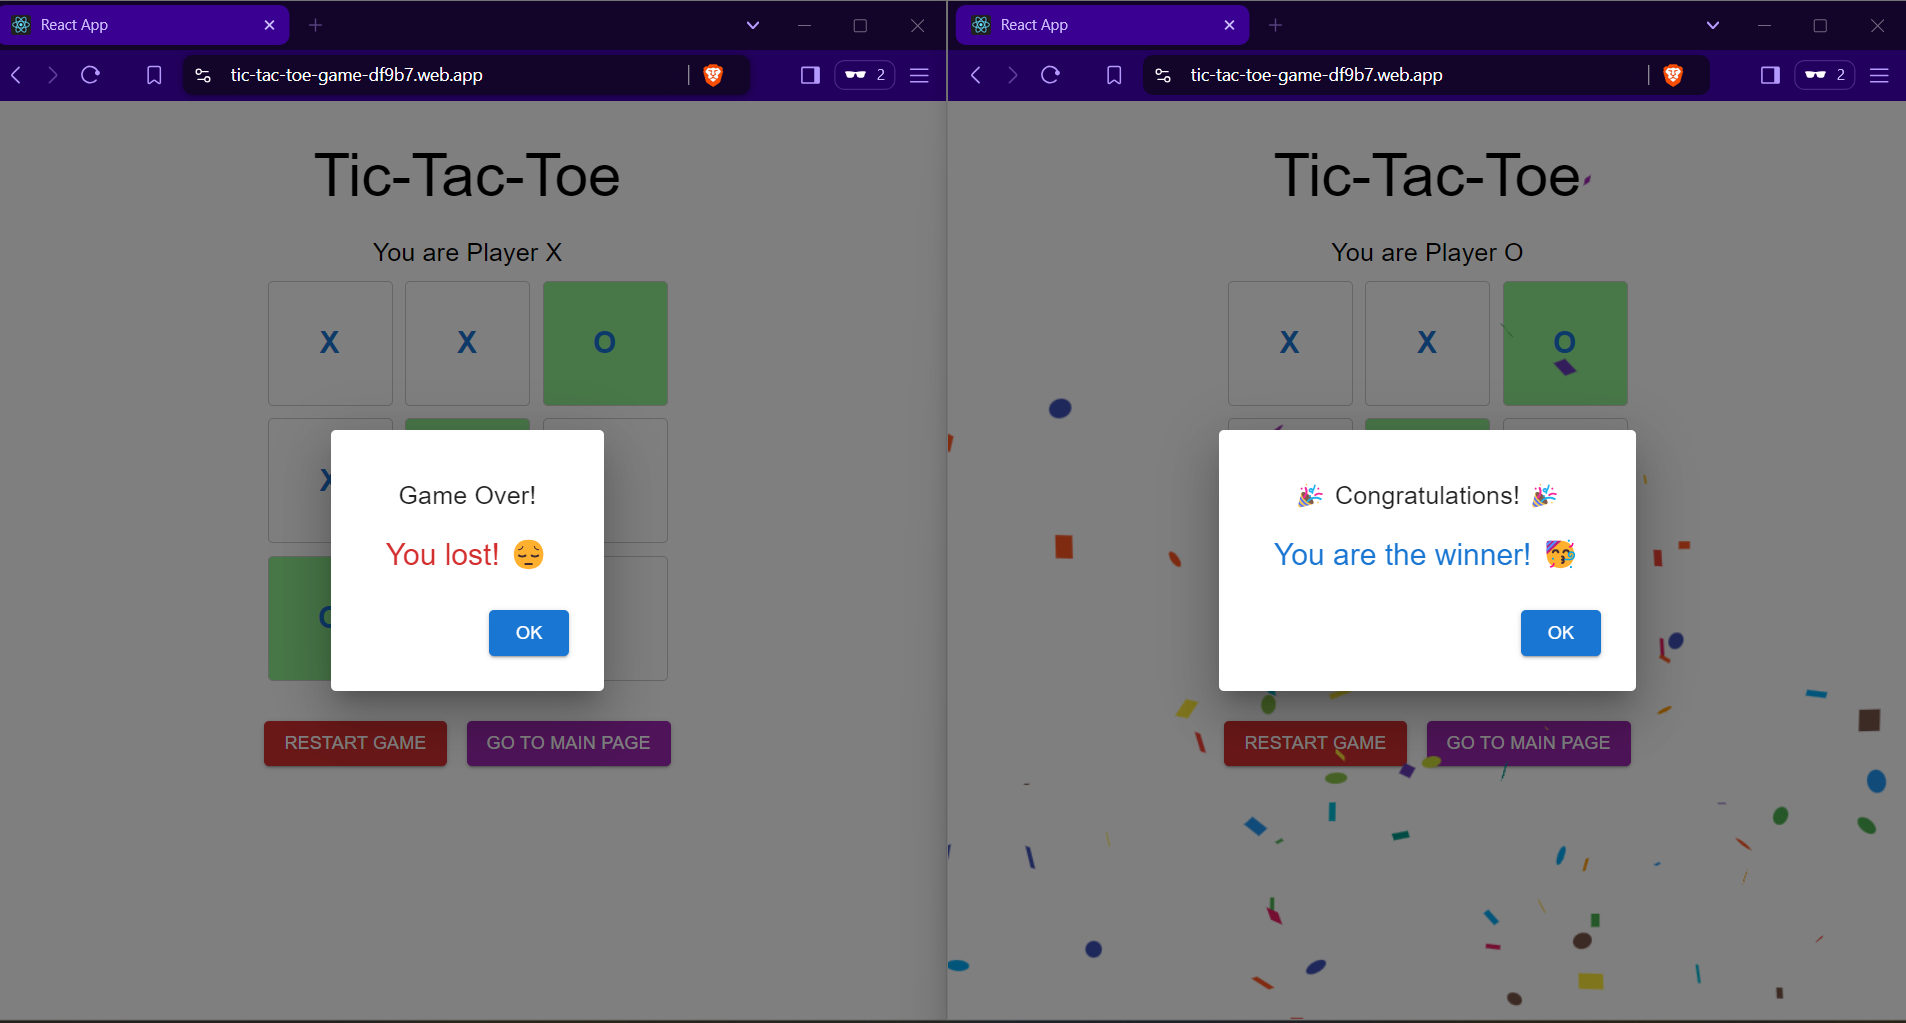 React App
tic-tac-toe-game-df9b7.web.app
2
Tic-Tac-Toe
You are Player X
X X O
X
Game Over!
You lost! 😔
OK
RESTART GAME
GO TO MAIN PAGE
React App
tic-tac-toe-game-df9b7.web.app
2
Tic-Tac-Toe
You are Player O
X X O
🎉 Congratulations! 🎉
You are the winner! 🥳
OK
RESTART GAME
GO TO MAIN PAGE